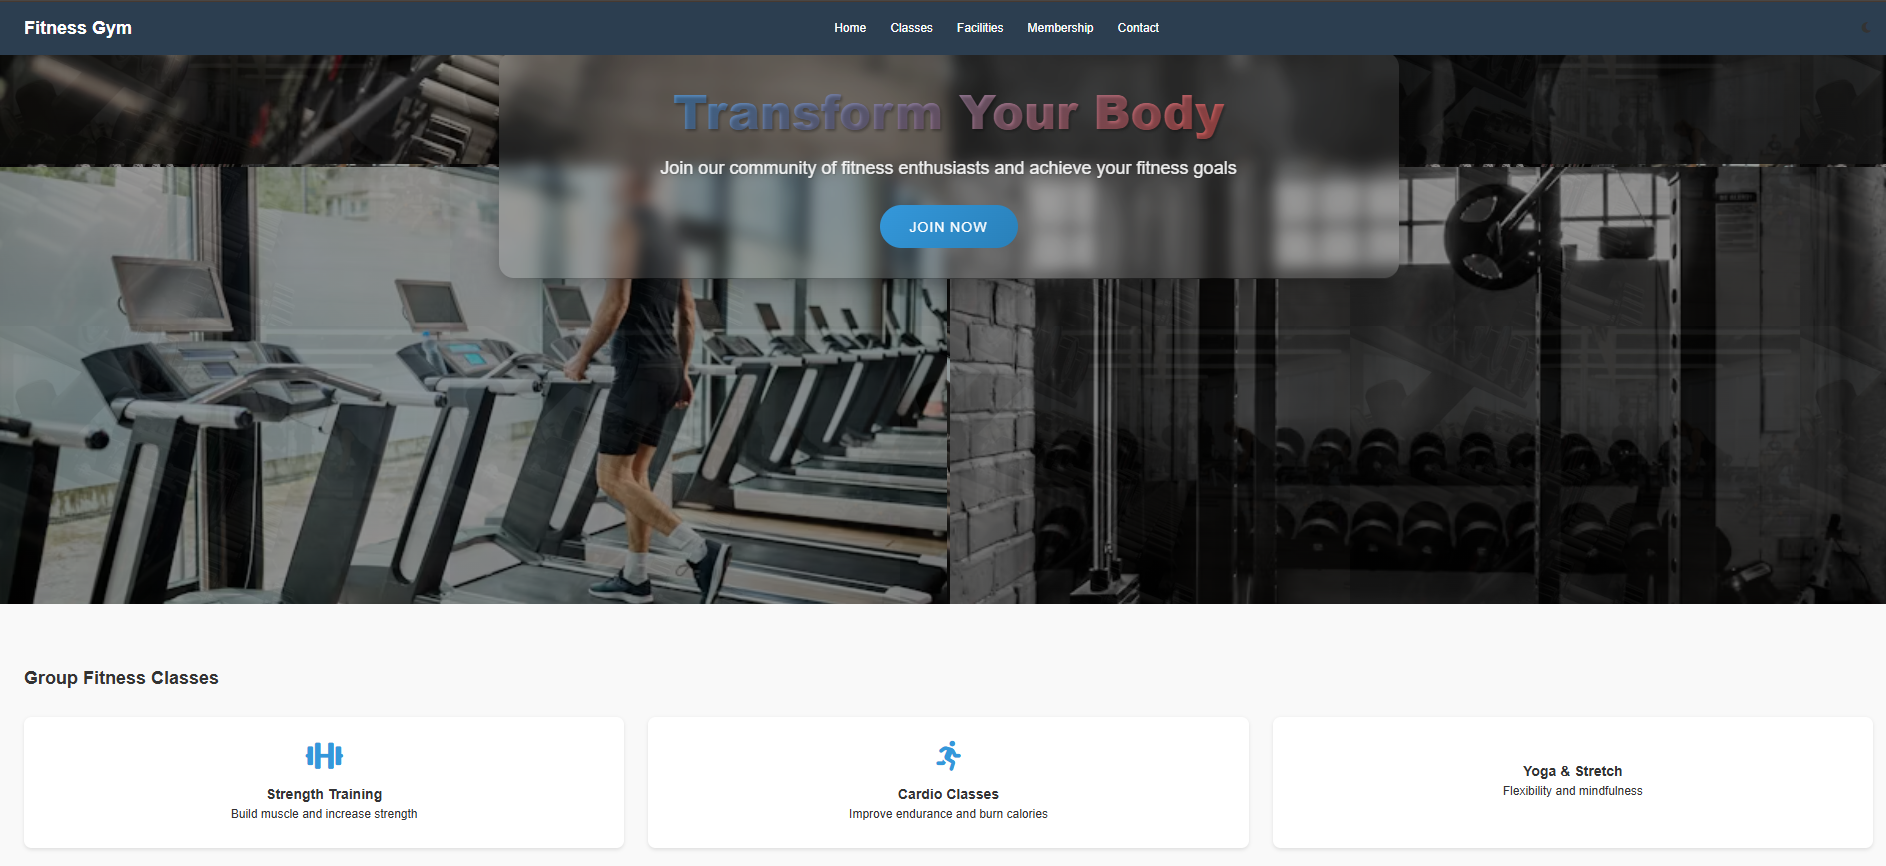 Fitness Gym
Home Classes Facilities Membership Contact
Transform Your Body
Join our community of fitness enthusiasts and achieve your fitness goals
JOIN NOW
Group Fitness Classes
Strength Training
Build muscle and increase strength
Cardio Classes
Improve endurance and burn calories
Yoga & Stretch
Flexibility and mindfulness